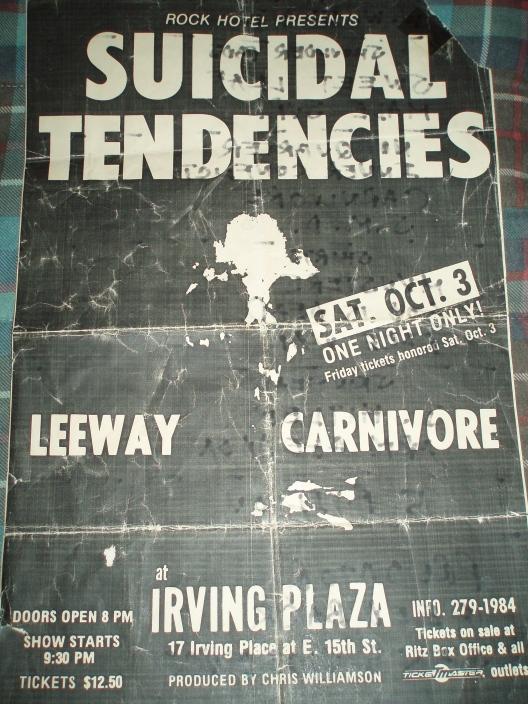 ROCK HOTEL PRESENTS
SUICIDAL
TENDENCIES
SAT. OCT. 3
ONE NIGHT ONLY!
Friday tickets honored Sat. Oct. 3
LEEWAY
CARNIVORE
at
IRVING PLAZA
17 Irving Place at E. 15th St.
PRODUCED BY CHRIS WILLIAMSON
DOORS OPEN 8 PM
SHOW STARTS
9:30 PM
TICKETS $12.50
INFO. 279-1984
Tickets on sale at
Ritz Box Office & all
TICKETMASTER outlets